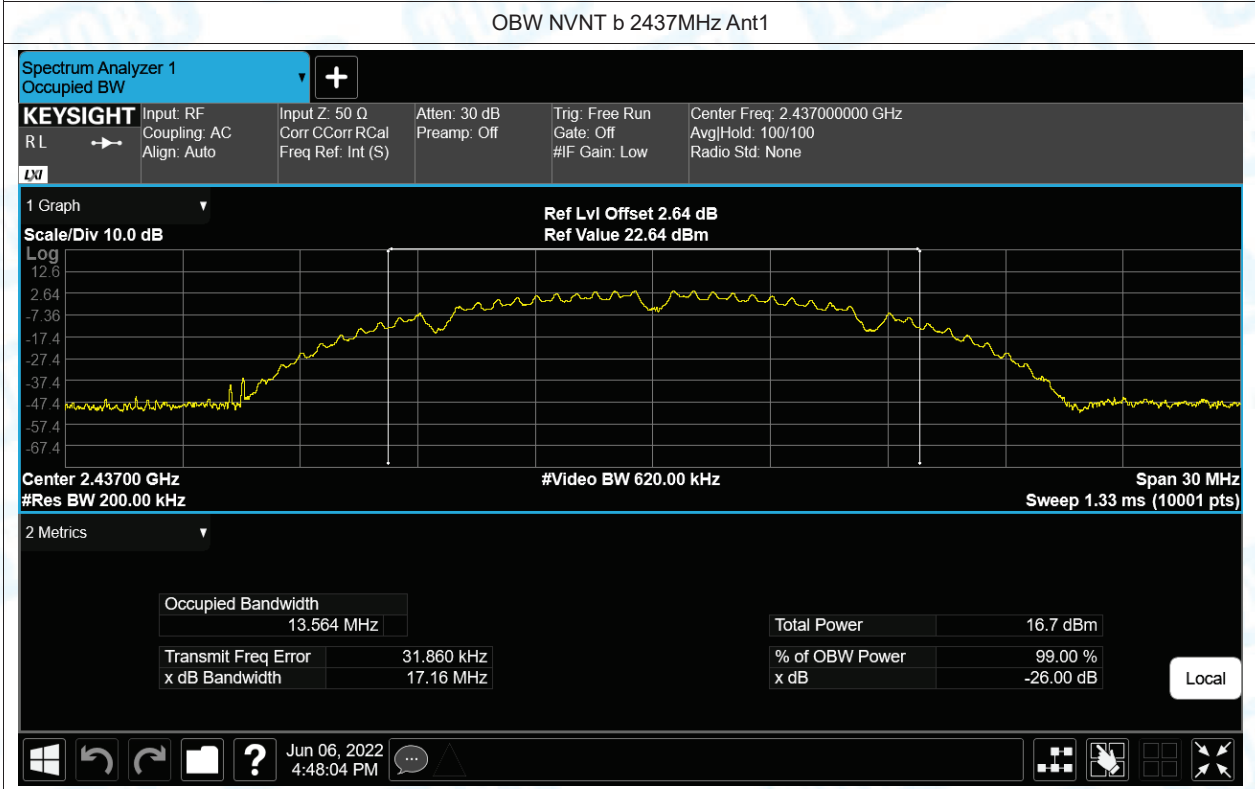 OBW NVNT b 2437MHz Ant1
Spectrum Analyzer 1
Occupied BW
KEYSIGHT
R L
LXI
Input: RF
Coupling: AC
Align: Auto
Input Z: 50 Ω
Corr CCorr RCal
Freq Ref: Int (S)
Atten: 30 dB
Preamp: Off
Trig: Free Run
Gate: Off
#IF Gain: Low
Center Freq: 2.437000000 GHz
Avg|Hold: 100/100
Radio Std: None
1 Graph
Scale/Div 10.0 dB
Ref Lvl Offset 2.64 dB
Ref Value 22.64 dBm
Log
12.6
2.64
-7.36
-17.4
-27.4
-37.4
-47.4
-57.4
-67.4
Center 2.43700 GHz
#Video BW 620.00 kHz
Span 30 MHz
#Res BW 200.00 kHz
Sweep 1.33 ms (10001 pts)
2 Metrics
Occupied Bandwidth
13.564 MHz
Total Power 16.7 dBm
Transmit Freq Error 31.860 kHz
% of OBW Power 99.00 %
x dB Bandwidth 17.16 MHz
x dB -26.00 dB
Local
Jun 06, 2022
4:48:04 PM